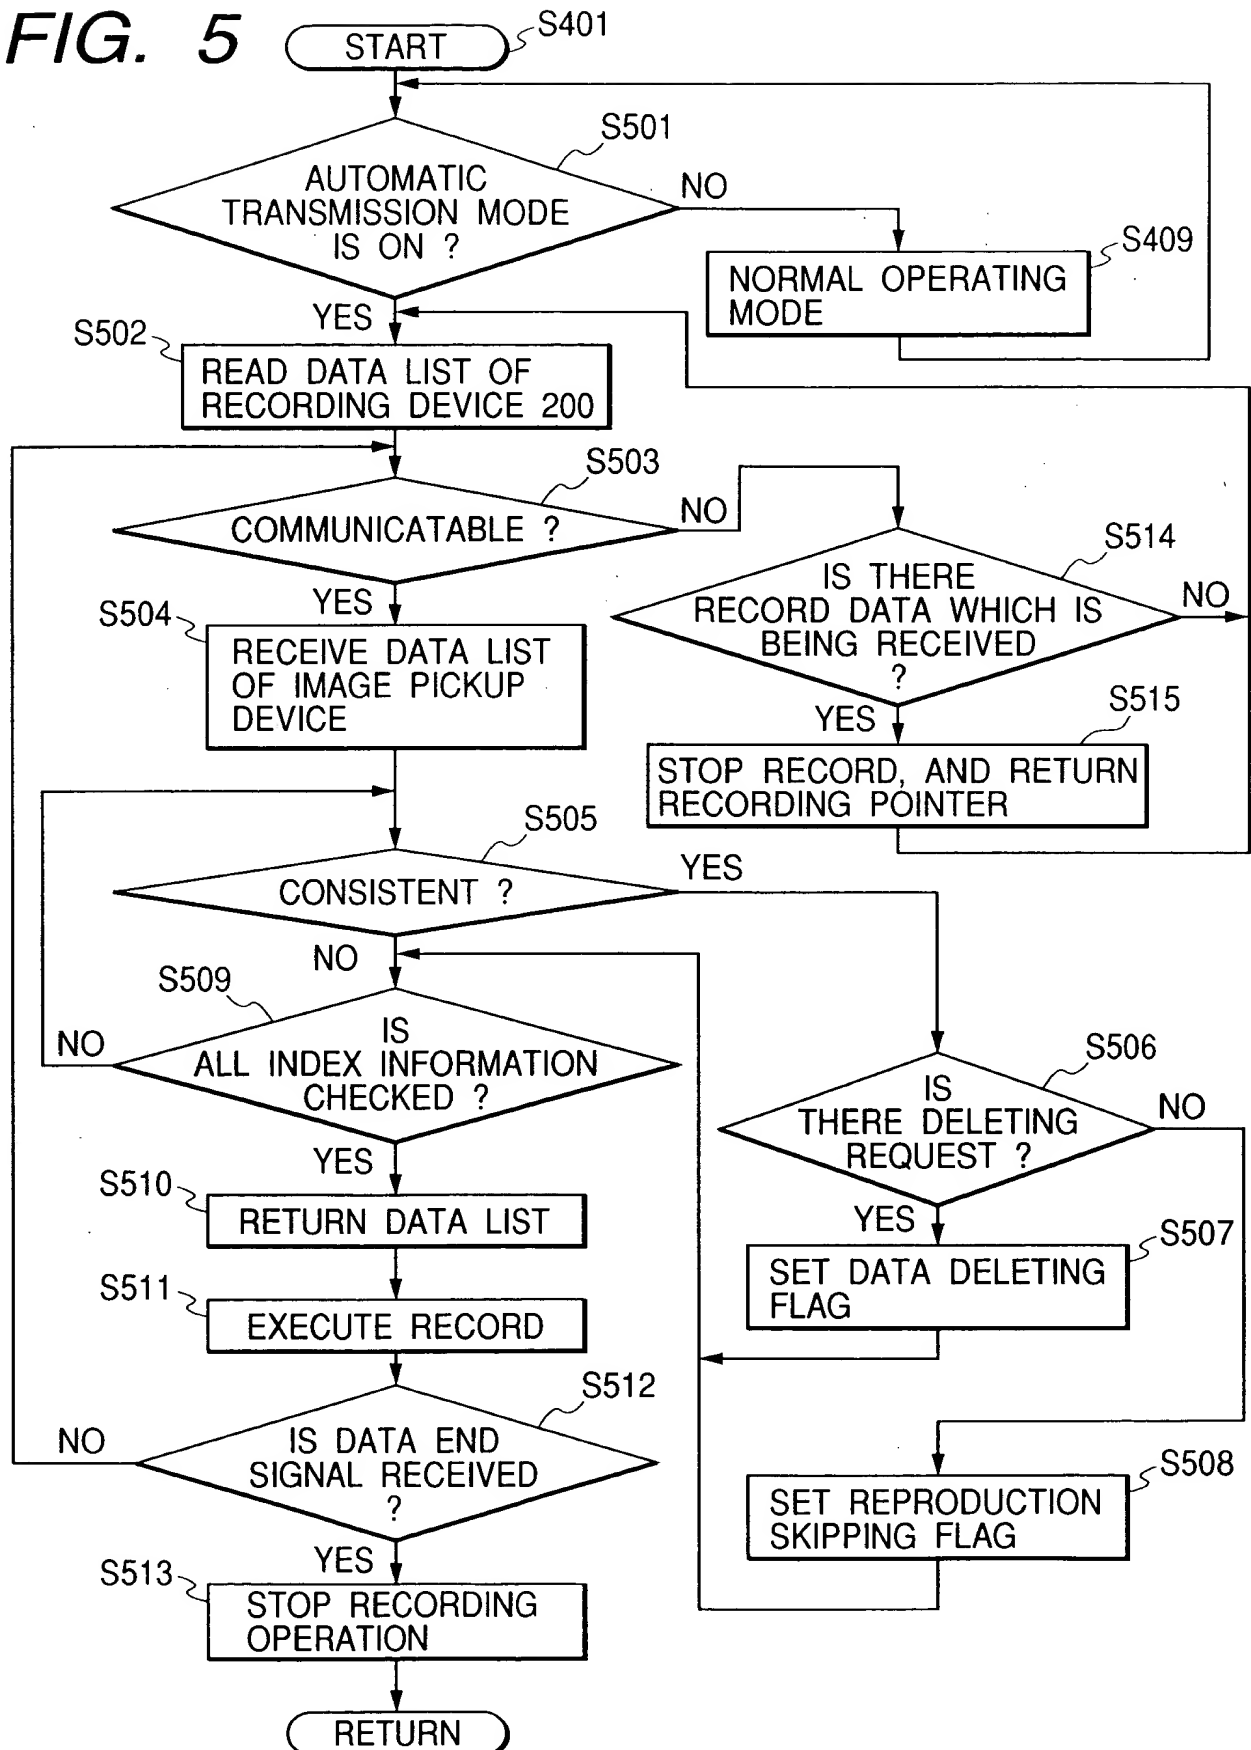 FIG. 5
START
S401
S501
AUTOMATIC
TRANSMISSION MODE
IS ON ?
NO
S409
NORMAL OPERATING
MODE
YES
S502
READ DATA LIST OF
RECORDING DEVICE 200
S503
COMMUNICATABLE ?
NO
S514
IS THERE
RECORD DATA WHICH IS
BEING RECEIVED
?
NO
YES
S504
RECEIVE DATA LIST
OF IMAGE PICKUP
DEVICE
YES
S515
STOP RECORD, AND RETURN
RECORDING POINTER
S505
CONSISTENT ?
YES
NO
S509
IS
ALL INDEX INFORMATION
CHECKED ?
NO
S506
IS
THERE DELETING
REQUEST ?
NO
YES
S510
RETURN DATA LIST
YES
S507
SET DATA DELETING
FLAG
S511
EXECUTE RECORD
S512
IS DATA END
SIGNAL RECEIVED
?
NO
S508
SET REPRODUCTION
SKIPPING FLAG
YES
S513
STOP RECORDING
OPERATION
RETURN